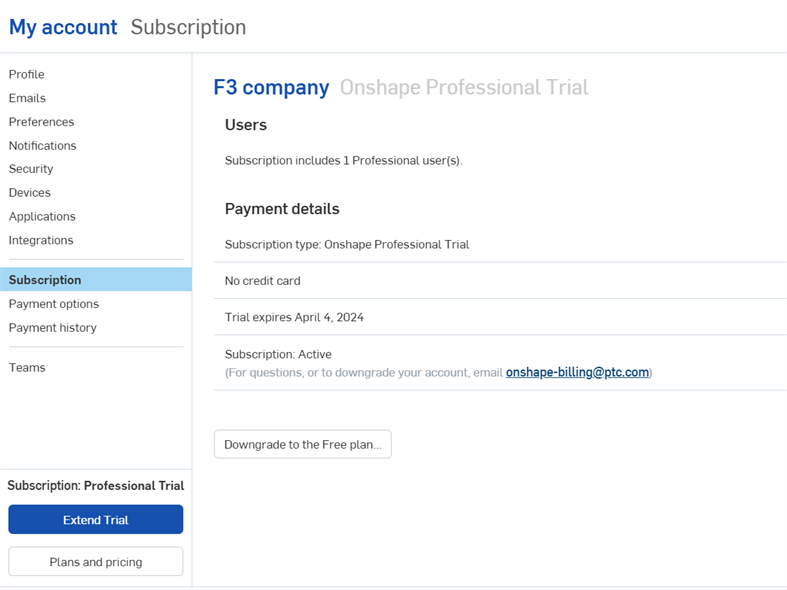 My account Subscription
Profile
Emails
Preferences
Notifications
Security
Devices
Applications
Integrations
Subscription
Payment options
Payment history
Teams
Subscription: Professional Trial
Extend Trial
Plans and pricing
F3 company Onshape Professional Trial
Users
Subscription includes 1 Professional user(s).
Payment details
Subscription type: Onshape Professional Trial
No credit card
Trial expires April 4, 2024
Subscription: Active
(For questions, or to downgrade your account, email onshape-billing@ptc.com)
Downgrade to the Free plan...